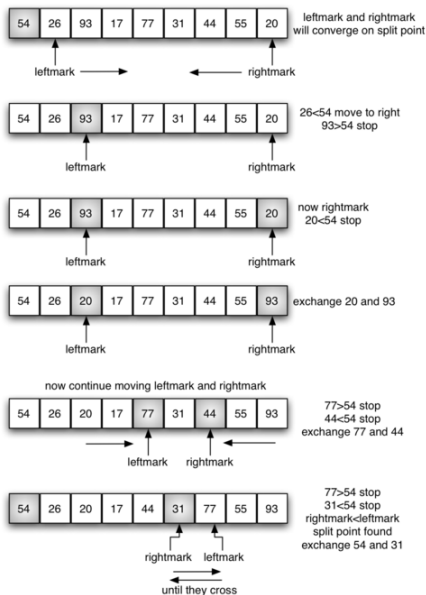 54 26 93 17 77 31 44 55 20
leftmark and rightmark
will converge on split point
leftmark
rightmark
54 26 93 17 77 31 44 55 20
26<54 move to right
93>54 stop
leftmark
rightmark
54 26 93 17 77 31 44 55 20
now rightmark
20<54 stop
leftmark
rightmark
54 26 20 17 77 31 44 55 93
exchange 20 and 93
leftmark
rightmark
now continue moving leftmark and rightmark
54 26 20 17 77 31 44 55 93
77>54 stop
44<54 stop
exchange 77 and 44
leftmark
rightmark
54 26 20 17 44 31 77 55 93
77>54 stop
31<54 stop
rightmark<leftmark
split point found
exchange 54 and 31
rightmark
leftmark
until they cross